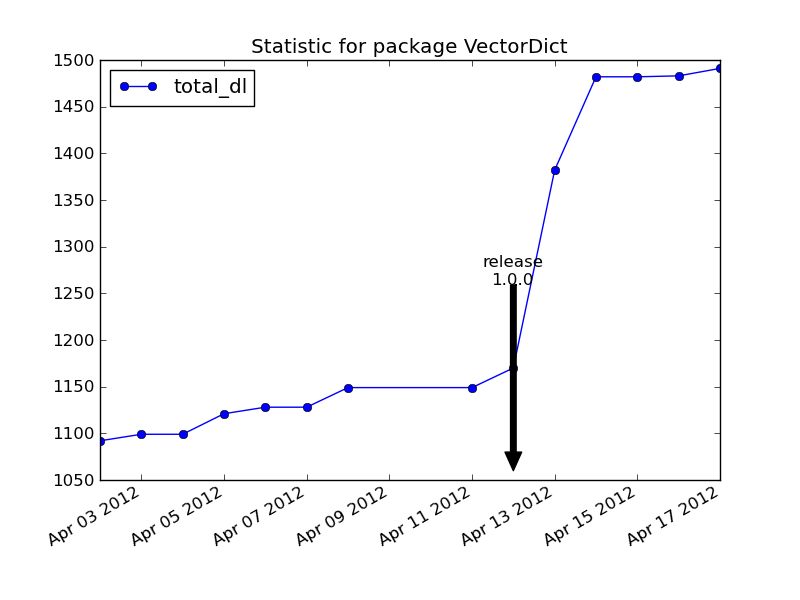 Statistic for package VectorDict
total_dl
1500
1450
1400
1350
1300
1250
1200
1150
1100
1050
release
1.0.0
Apr 03 2012
Apr 05 2012
Apr 07 2012
Apr 09 2012
Apr 11 2012
Apr 13 2012
Apr 15 2012
Apr 17 2012